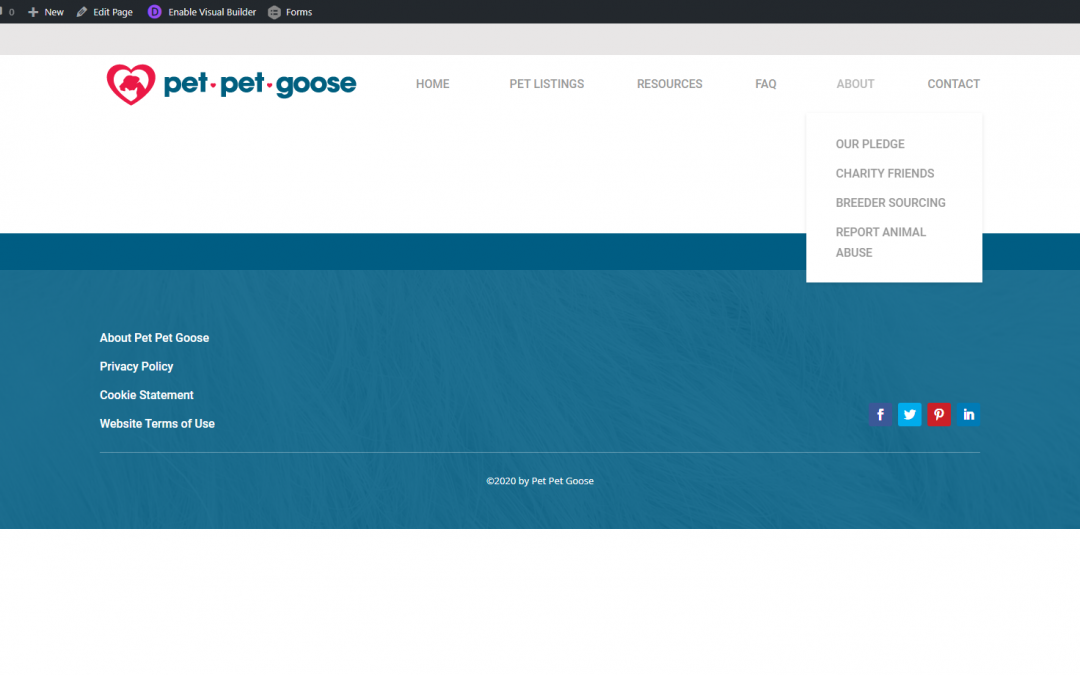 0 New Edit Page D Enable Visual Builder Forms
pet pet goose HOME PET LISTINGS RESOURCES FAQ ABOUT CONTACT
OUR PLEDGE
CHARITY FRIENDS
BREEDER SOURCING
REPORT ANIMAL
ABUSE
About Pet Pet Goose
Privacy Policy
Cookie Statement
Website Terms of Use
©2020 by Pet Pet Goose